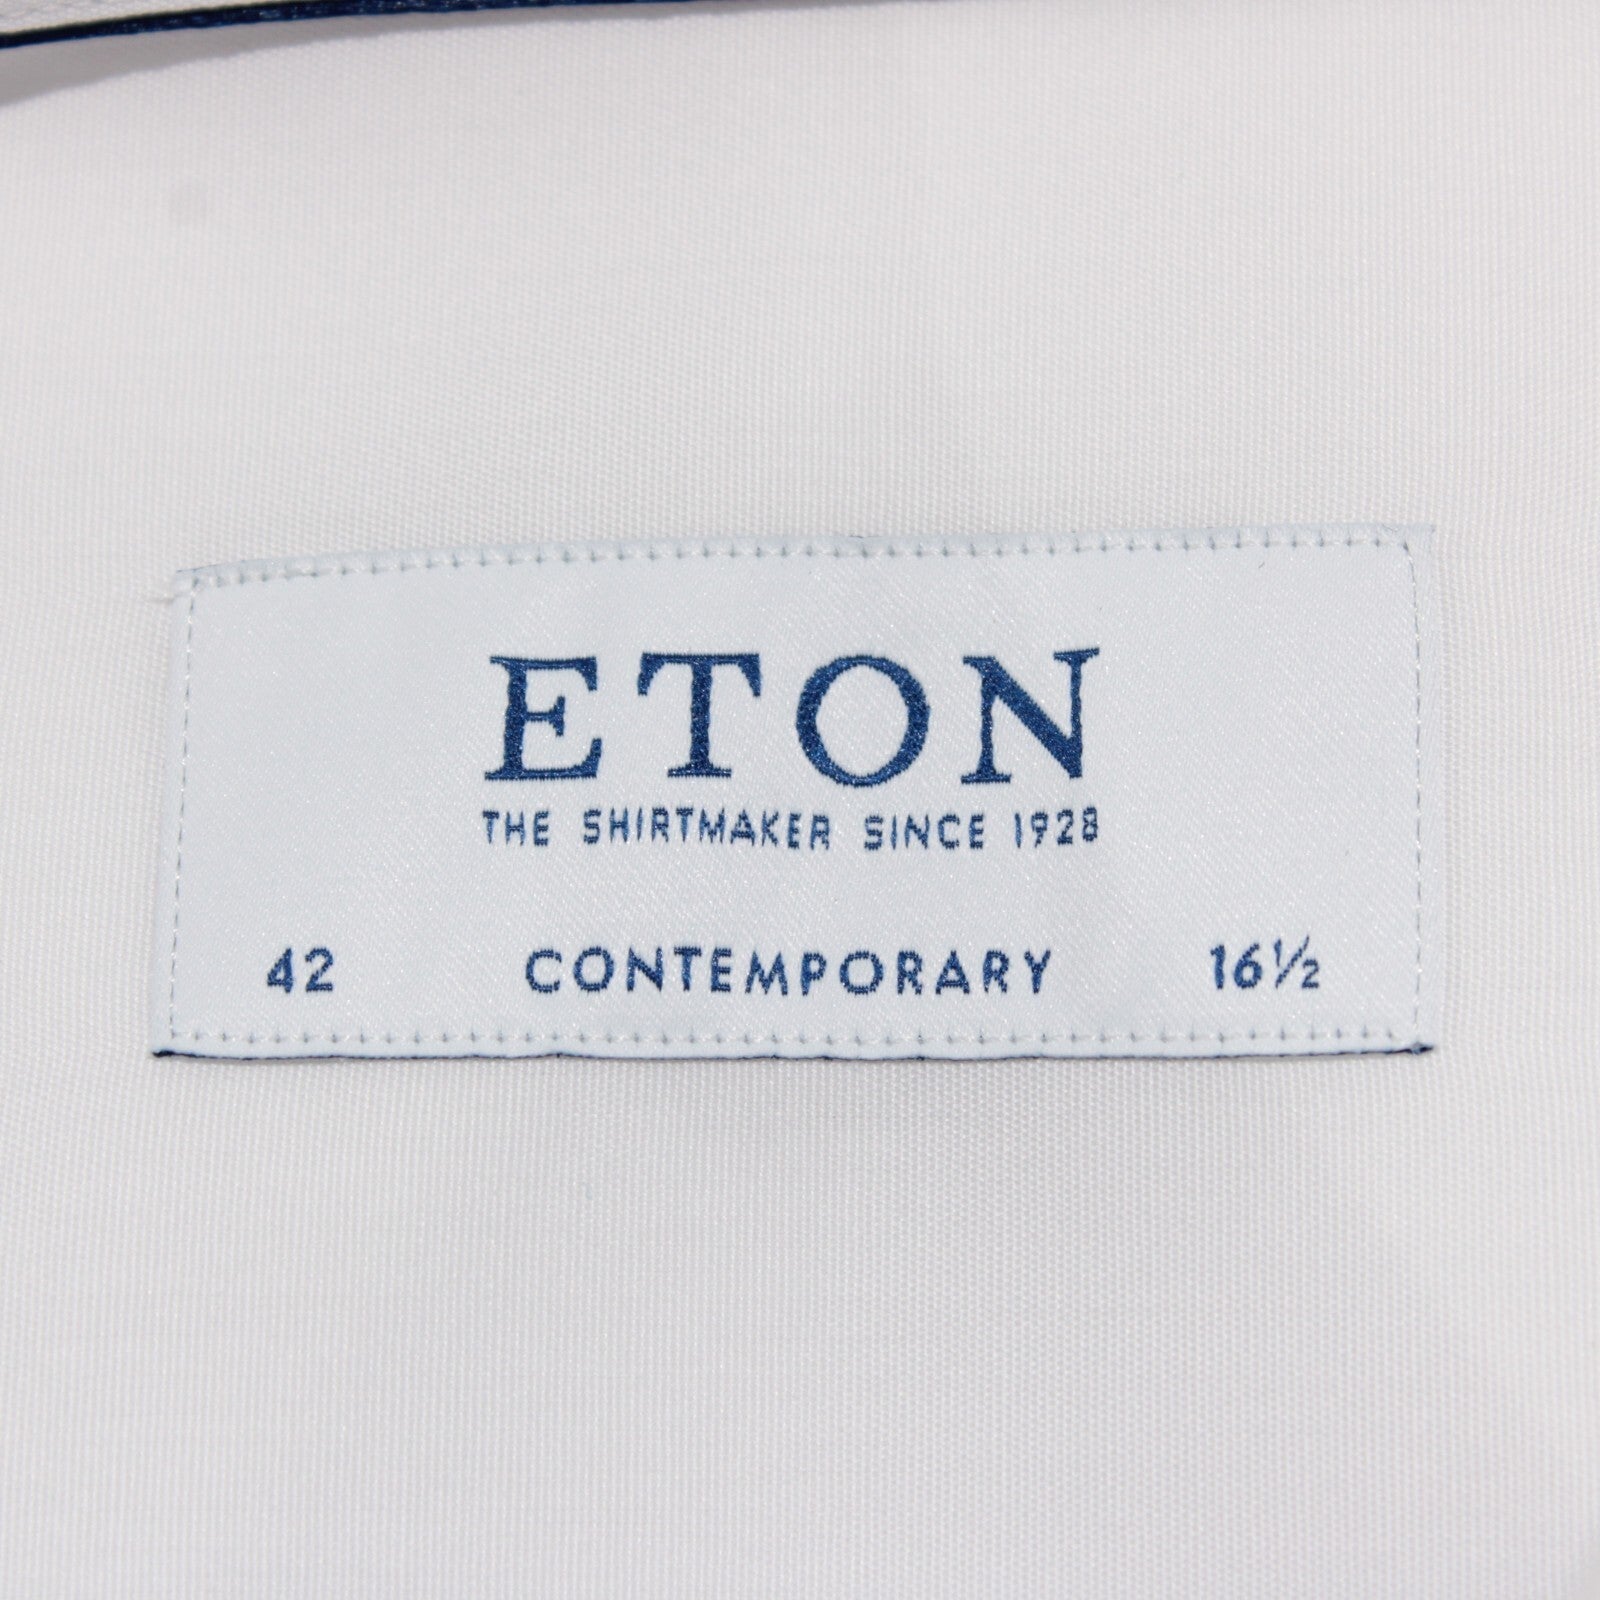 ETON
THE SHIRTMAKER SINCE 1928
42 CONTEMPORARY 16½